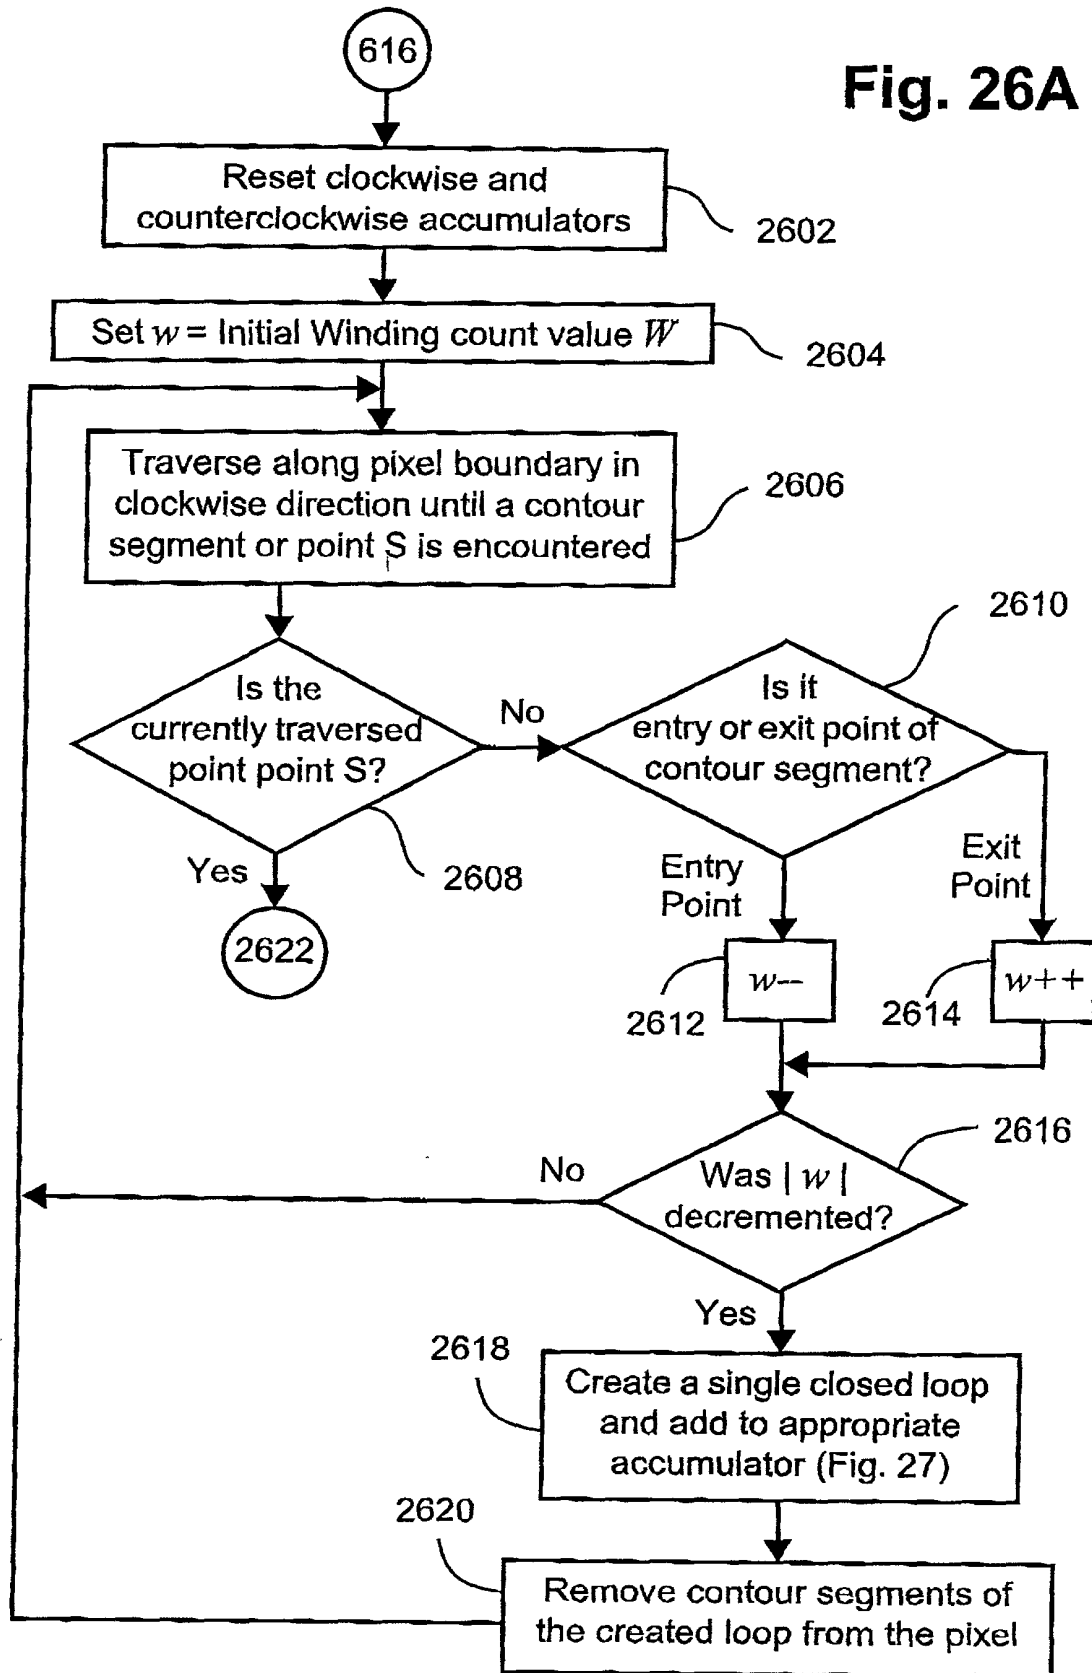 616
Fig. 26A
Reset clockwise and
counterclockwise accumulators
2602
Set w = Initial Winding count value W
2604
Traverse along pixel boundary in
clockwise direction until a contour
segment or point S is encountered
2606
2610
Is the
currently traversed
point point S?
No
Is it
entry or exit point of
contour segment?
Yes
2608
Entry
Point
Exit
Point
2622
w--
w++
2612
2614
2616
No
Was | w |
decremented?
Yes
2618
Create a single closed loop
and add to appropriate
accumulator (Fig. 27)
2620
Remove contour segments of
the created loop from the pixel